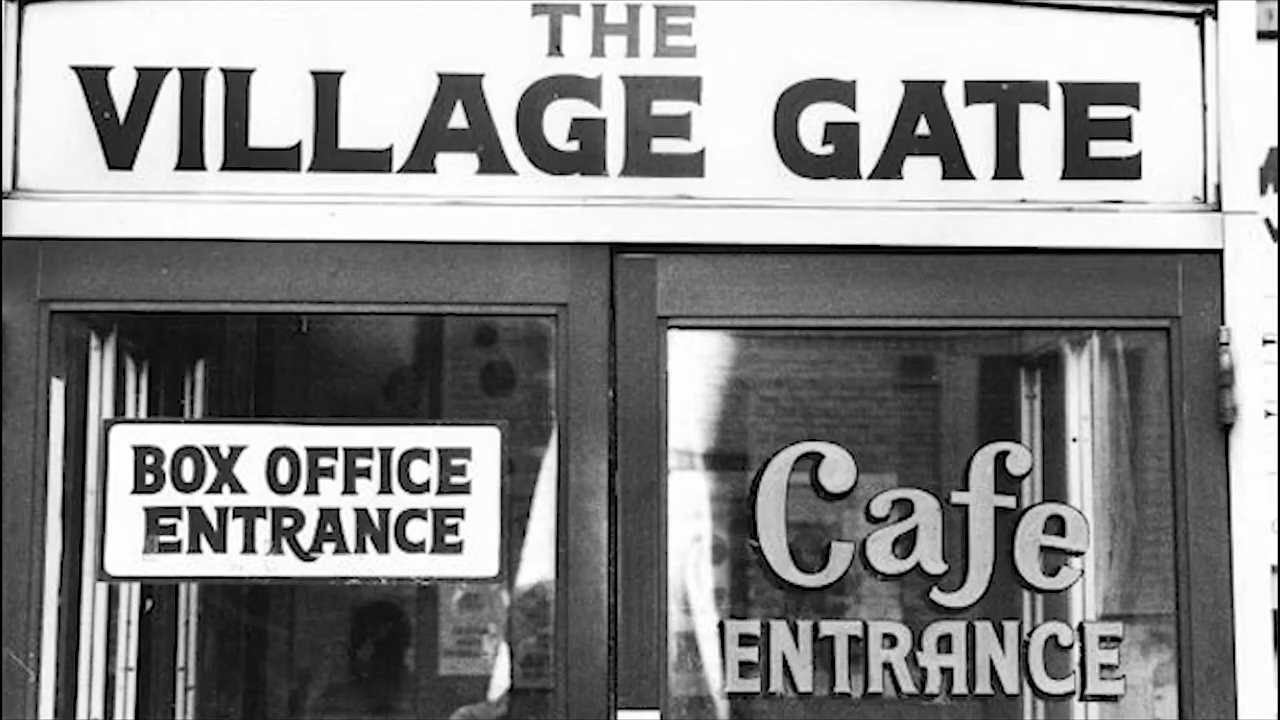 THE
VILLAGE GATE
BOX OFFICE
ENTRANCE
Cafe
ENTRANCE